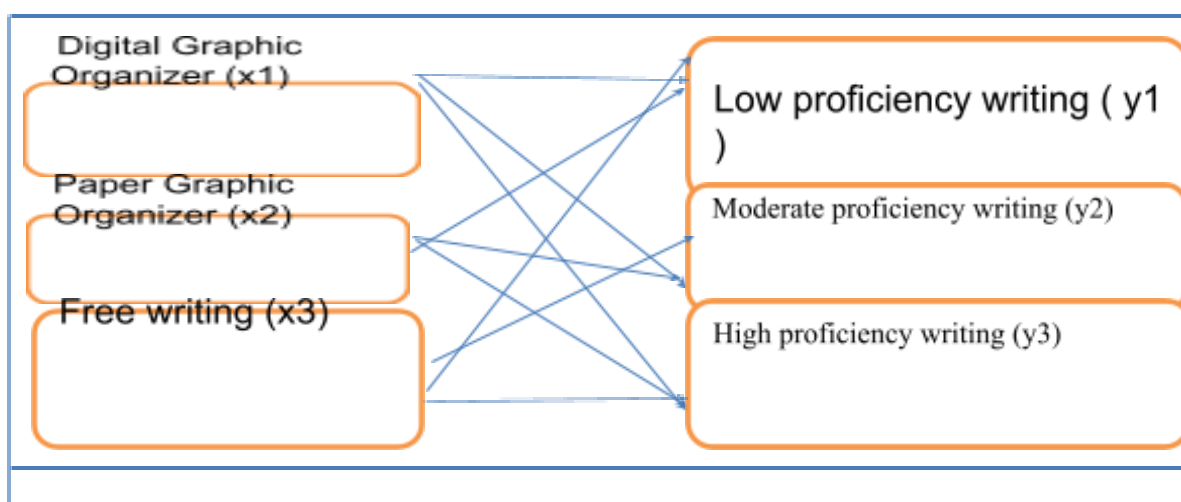 Digital Graphic
Organizer (x1)
Paper Graphic
Organizer (x2)
Free writing (x3)
Low proficiency writing ( y1
)
Moderate proficiency writing (y2)
High proficiency writing (y3)